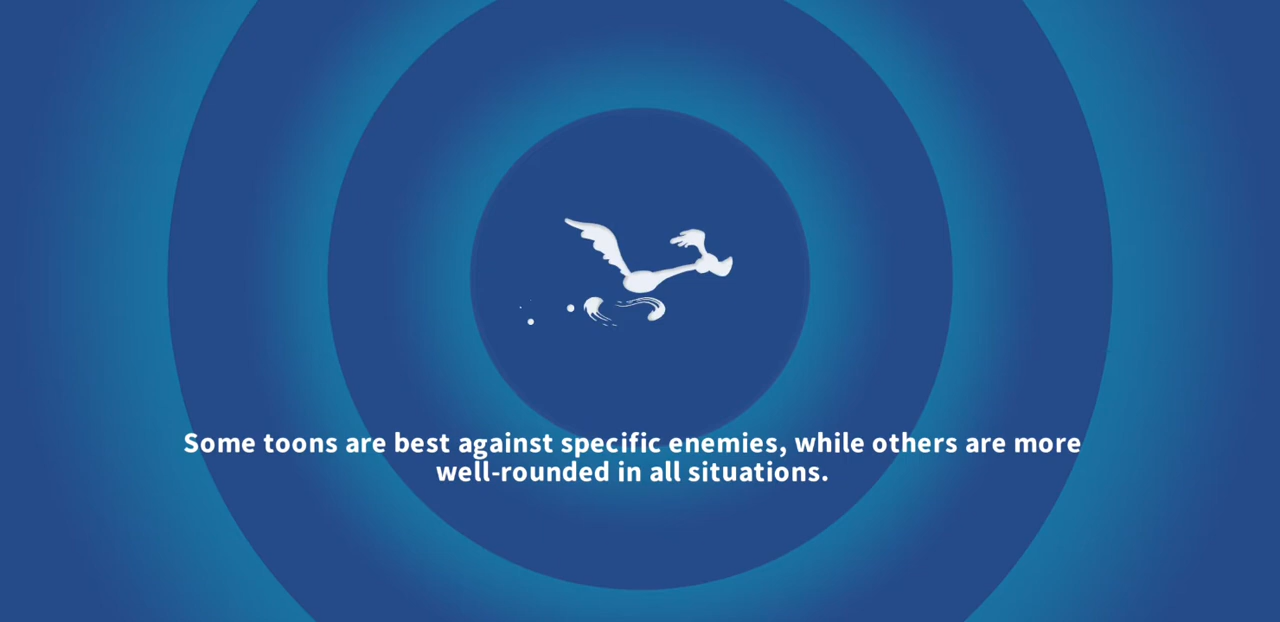 Some toons are best against specific enemies, while others are more
well-rounded in all situations.